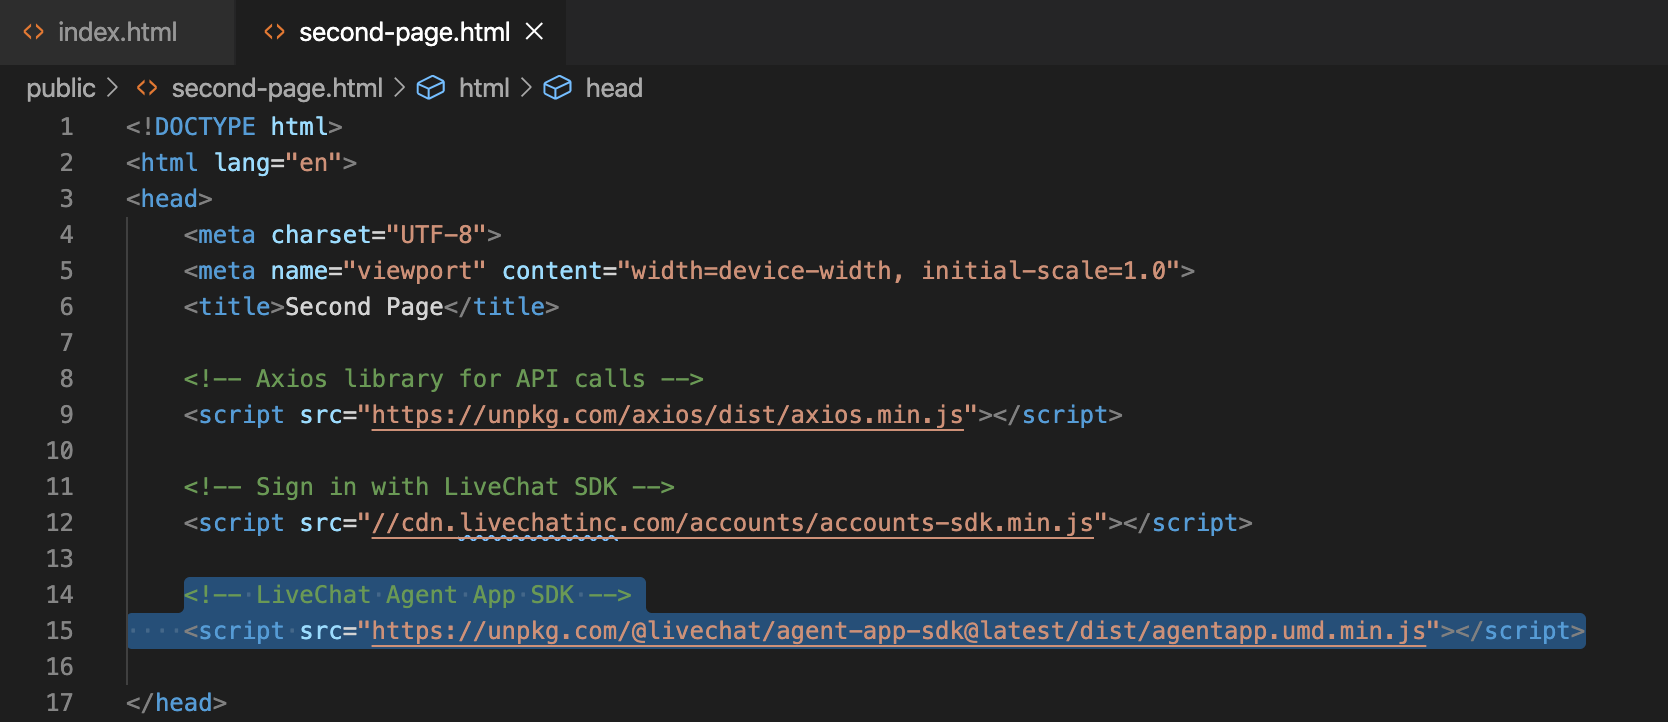 index.html second-page.html
public second-page.html html head
1 <!DOCTYPE html>
2 <html lang="en">
3 <head>
4 <meta charset="UTF-8">
5 <meta name="viewport" content="width=device-width, initial-scale=1.0">
6 <title>Second Page</title>
7
8 <!-- Axios library for API calls -->
9 <script src="https://unpkg.com/axios/dist/axios.min.js"></script>
10
11 <!-- Sign in with LiveChat SDK -->
12 <script src="//cdn.livechatinc.com/accounts/accounts-sdk.min.js"></script>
13
14 <!-- LiveChat Agent App SDK -->
15 <script src="https://unpkg.com/@livechat/agent-app-sdk@latest/dist/agentapp.umd.min.js"></script>
16
17 </head>